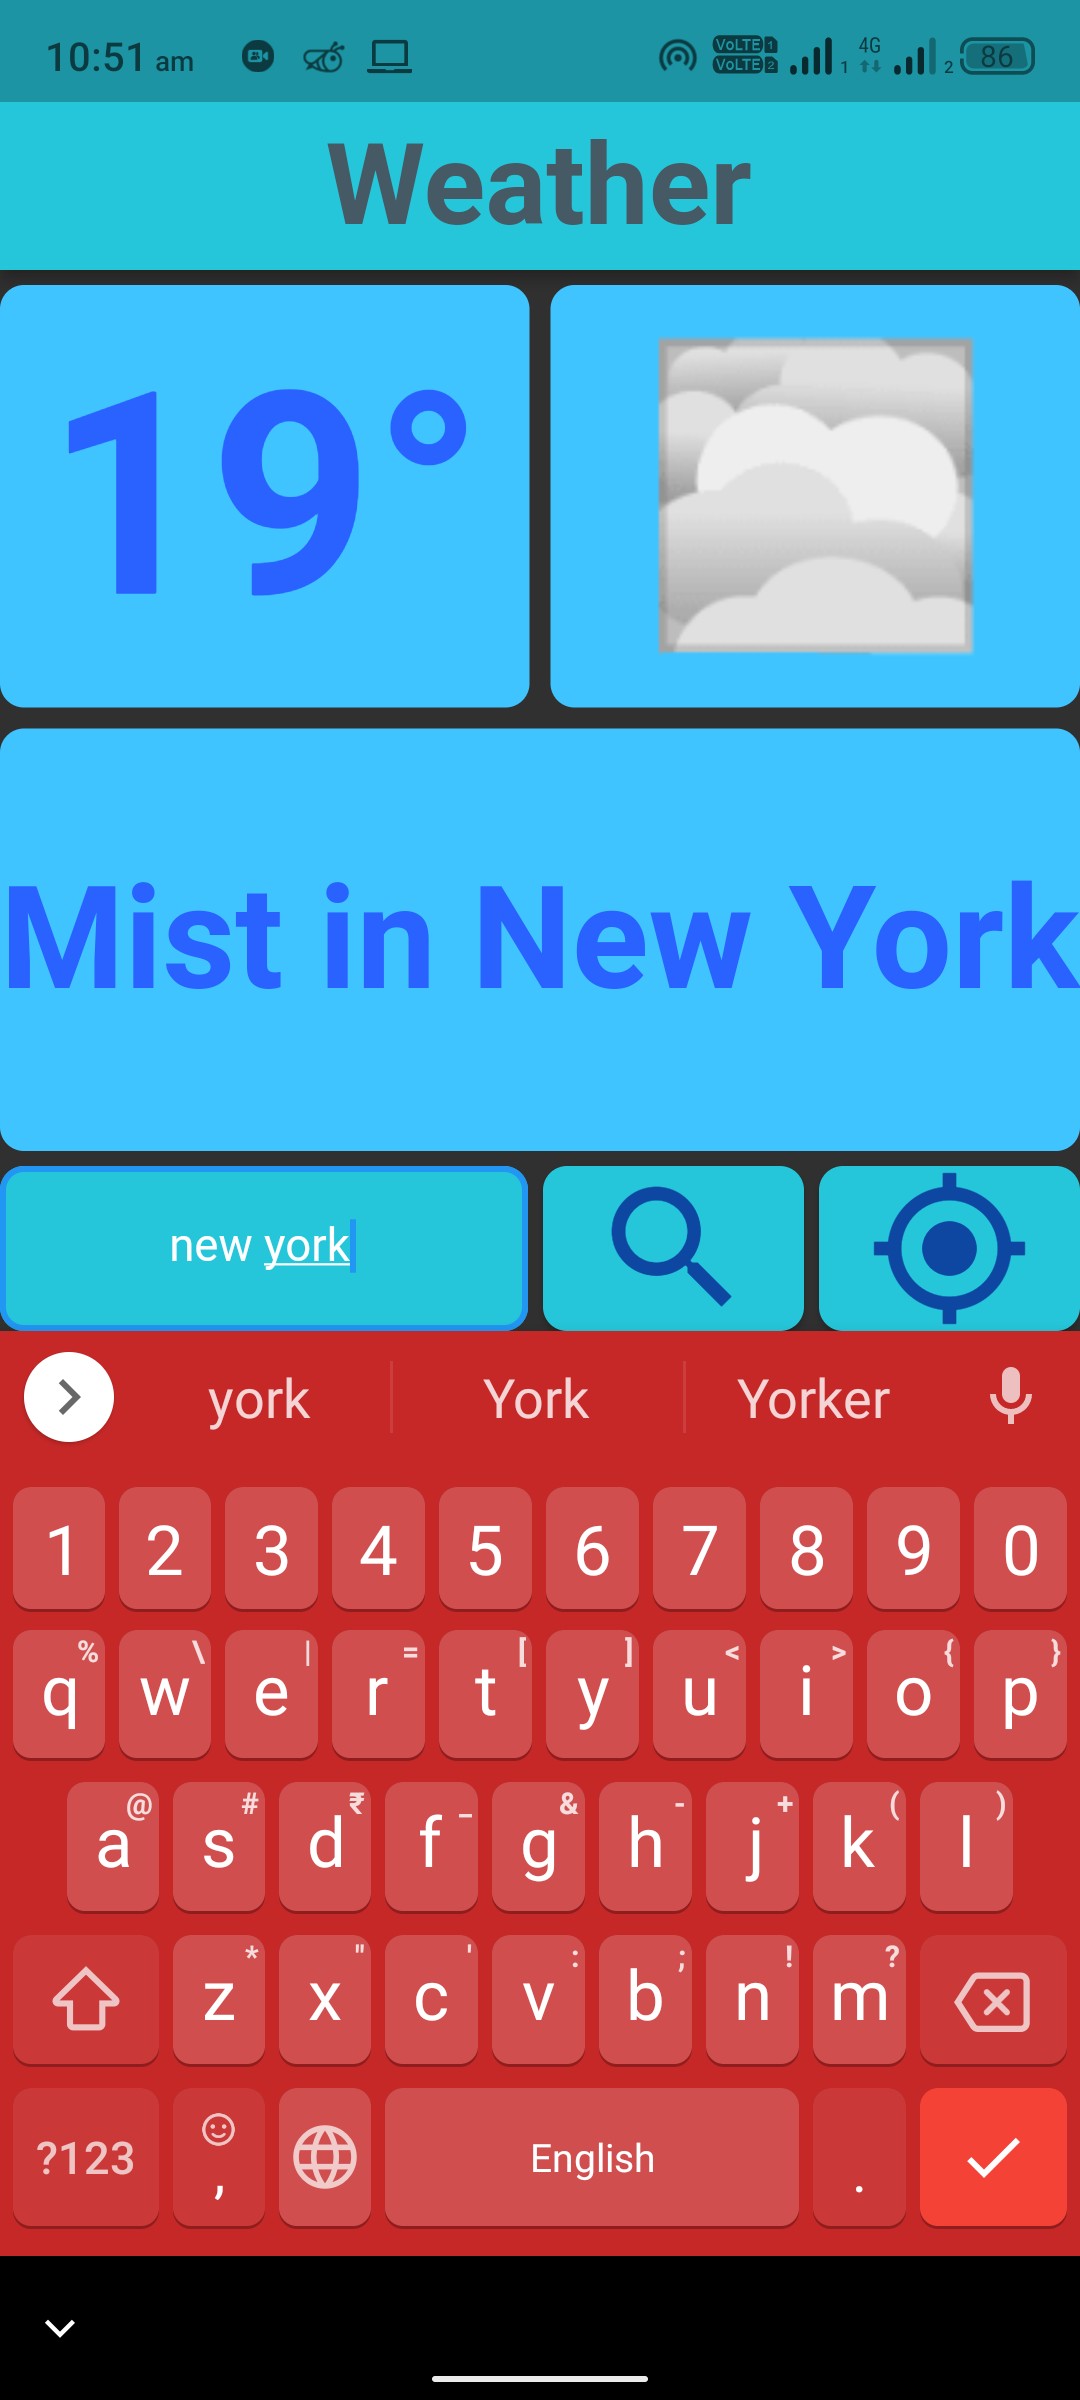 10:51 am VoLTE 1 VoLTE 2 1 4G 2 86
Weather
19°
Mist in New York
new york
york York Yorker
1 2 3 4 5 6 7 8 9 0
% \ | = [ ] < > { }
q w e r t y u i o p
@ # ₹ _ & - + ( )
a s d f g h j k l
* " ' : ; ! ?
z x c v b n m
?123 , English .